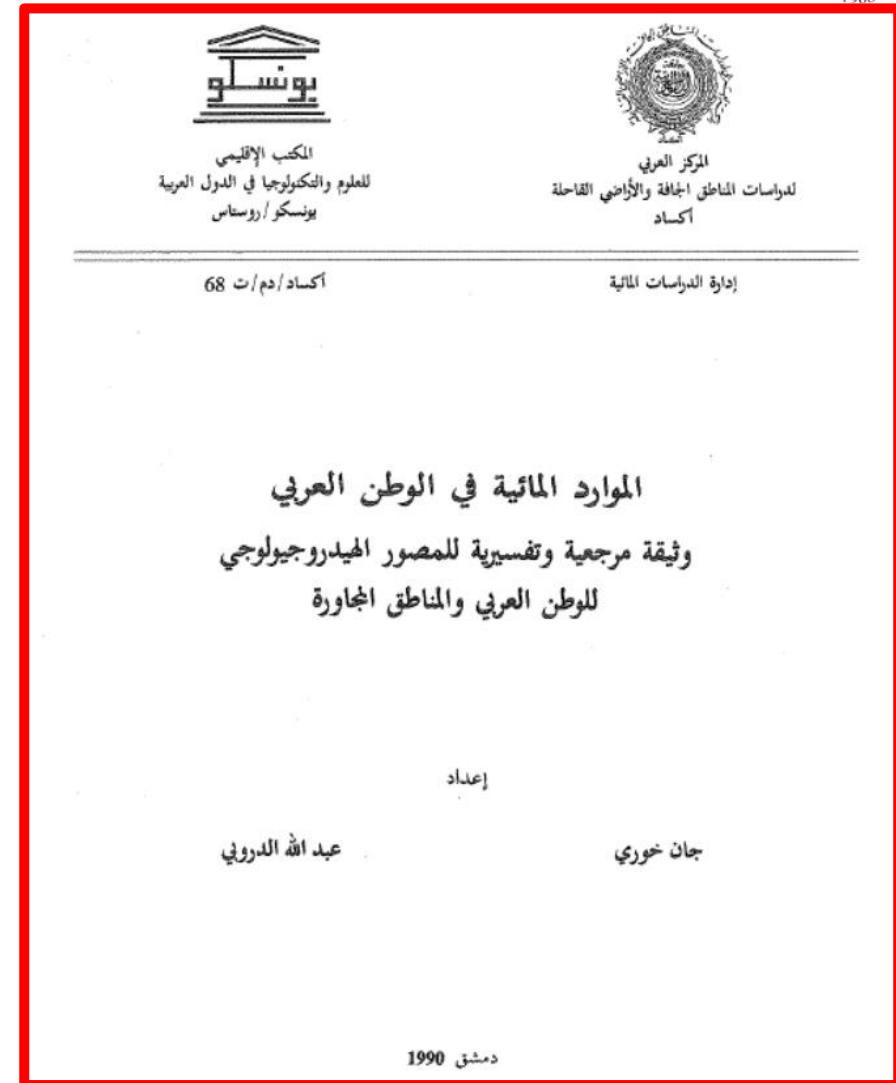 المركز العربي
لدراسات المناطق الجافة والأراضي القاحلة
أكساد
يونسكو
المكتب الإقليمي
للعلوم والتكنولوجيا في الدول العربية
يونسكو/روستاس
إدارة الدراسات المائية
أكساد/دم/ت 68
الموارد المائية في الوطن العربي
وثيقة مرجعية وتفسيرية للمصور الهيدروجيولوجي
للوطن العربي والمناطق المجاورة
إعداد
جان خوري
عبد الله الدروبي
دمشق 1990